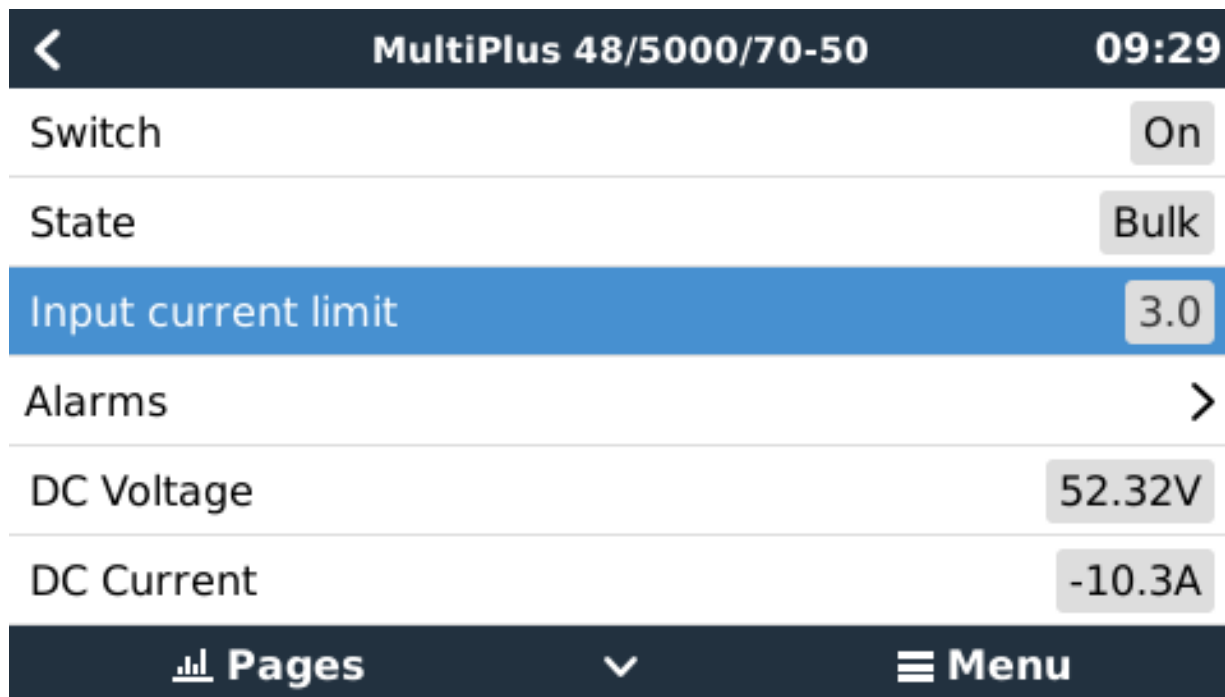 MultiPlus 48/5000/70-50 09:29
Switch On
State Bulk
Input current limit 3.0
Alarms
DC Voltage 52.32V
DC Current -10.3A
Pages Menu